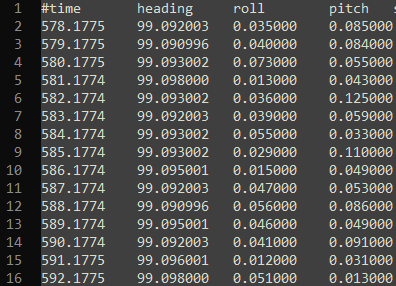 1 #time heading roll pitch s
2 578.1775 99.092003 0.035000 0.085000
3 579.1775 99.090996 0.040000 0.084000
4 580.1775 99.093002 0.073000 0.055000
5 581.1774 99.098000 0.013000 0.043000
6 582.1774 99.093002 0.036000 0.125000
7 583.1774 99.092003 0.039000 0.059000
8 584.1774 99.093002 0.055000 0.033000
9 585.1774 99.093002 0.029000 0.110000
10 586.1774 99.095001 0.015000 0.049000
11 587.1774 99.092003 0.047000 0.053000
12 588.1774 99.090996 0.056000 0.086000
13 589.1774 99.095001 0.046000 0.049000
14 590.1774 99.092003 0.041000 0.091000
15 591.1775 99.096001 0.012000 0.031000
16 592.1775 99.098000 0.051000 0.013000